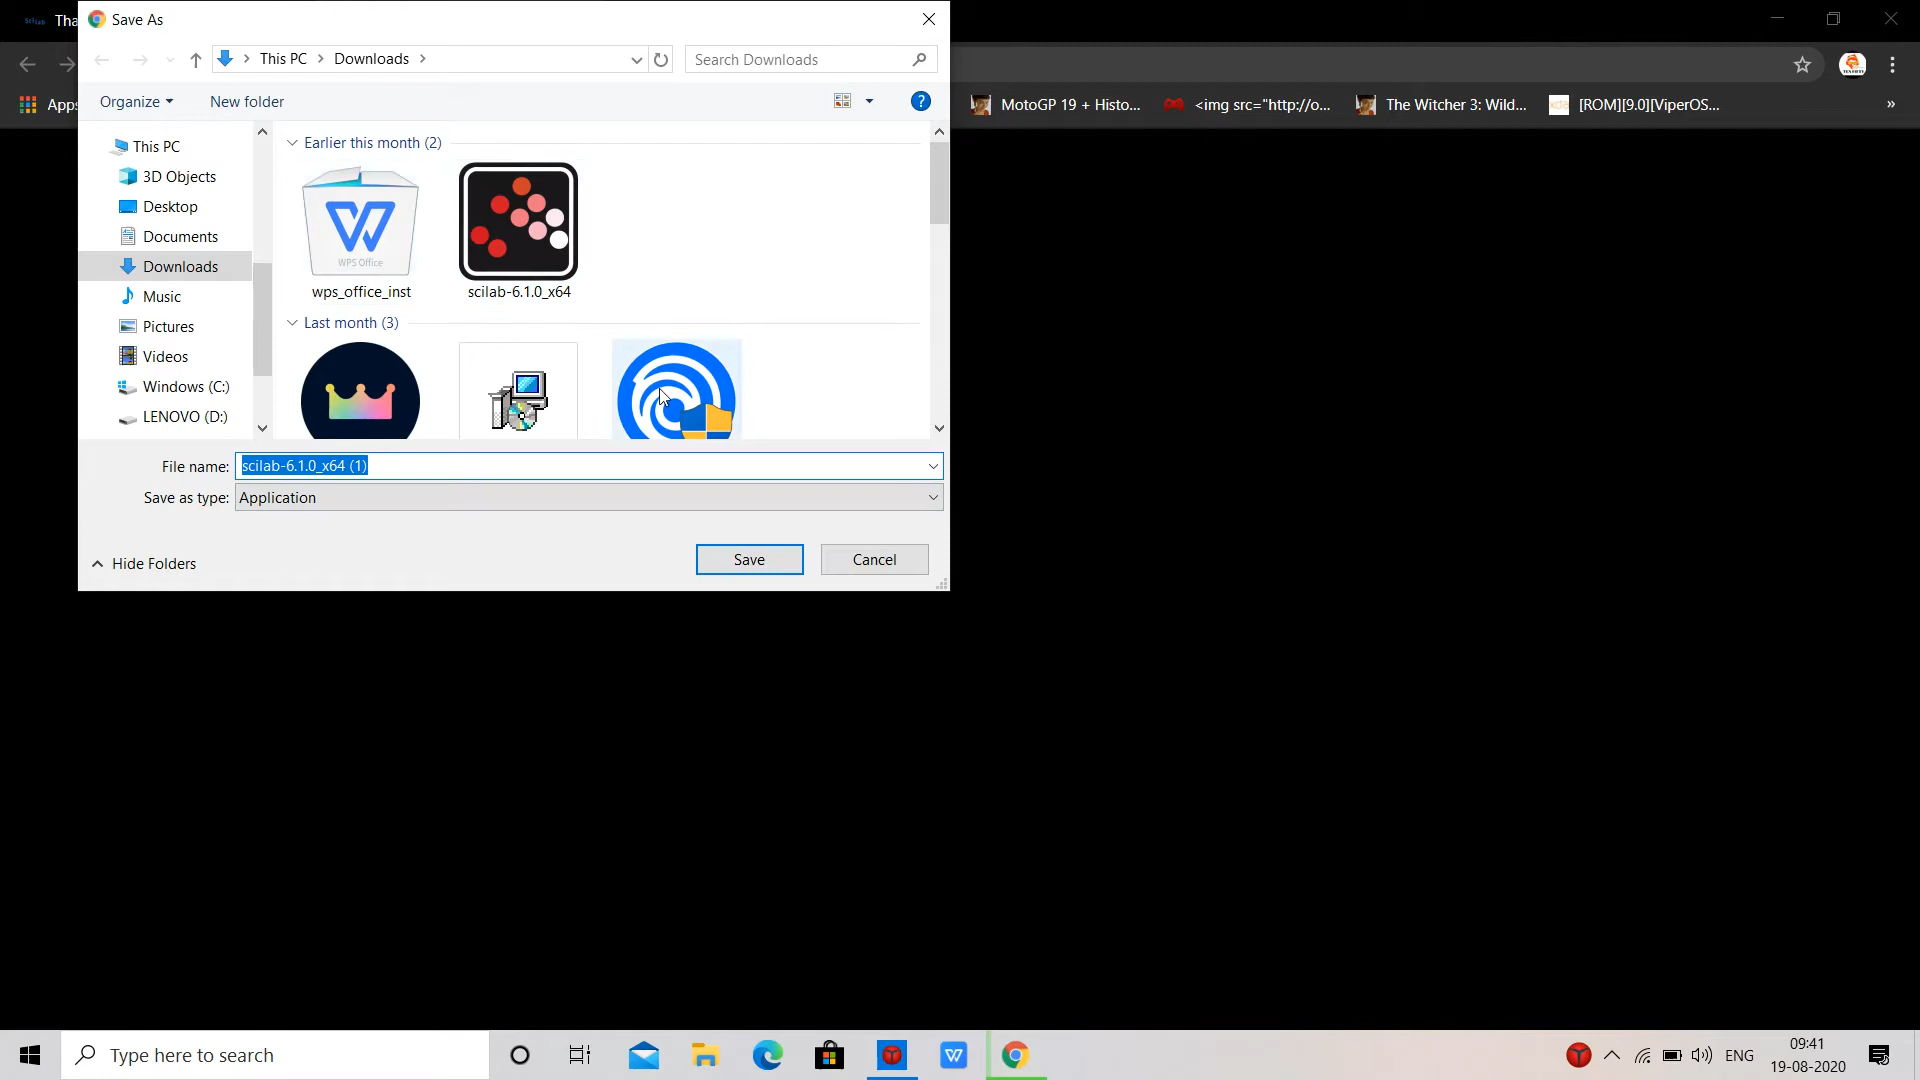 Tha
Save As
This PC
Downloads
Search Downloads
Organize
New folder
Apps
MotoGP 19 + Histo...
<img src="http://o...
The Witcher 3: Wild...
[ROM][9.0][ViperOS...
»
This PC
3D Objects
Desktop
Documents
Downloads
Music
Pictures
Videos
Windows (C:)
LENOVO (D:)
Earlier this month (2)
WPS Office
wps_office_inst
scilab-6.1.0_x64
Last month (3)
File name:
scilab-6.1.0_x64 (1)
Save as type:
Application
Hide Folders
Save
Cancel
Type here to search
ENG
09:41
19-08-2020